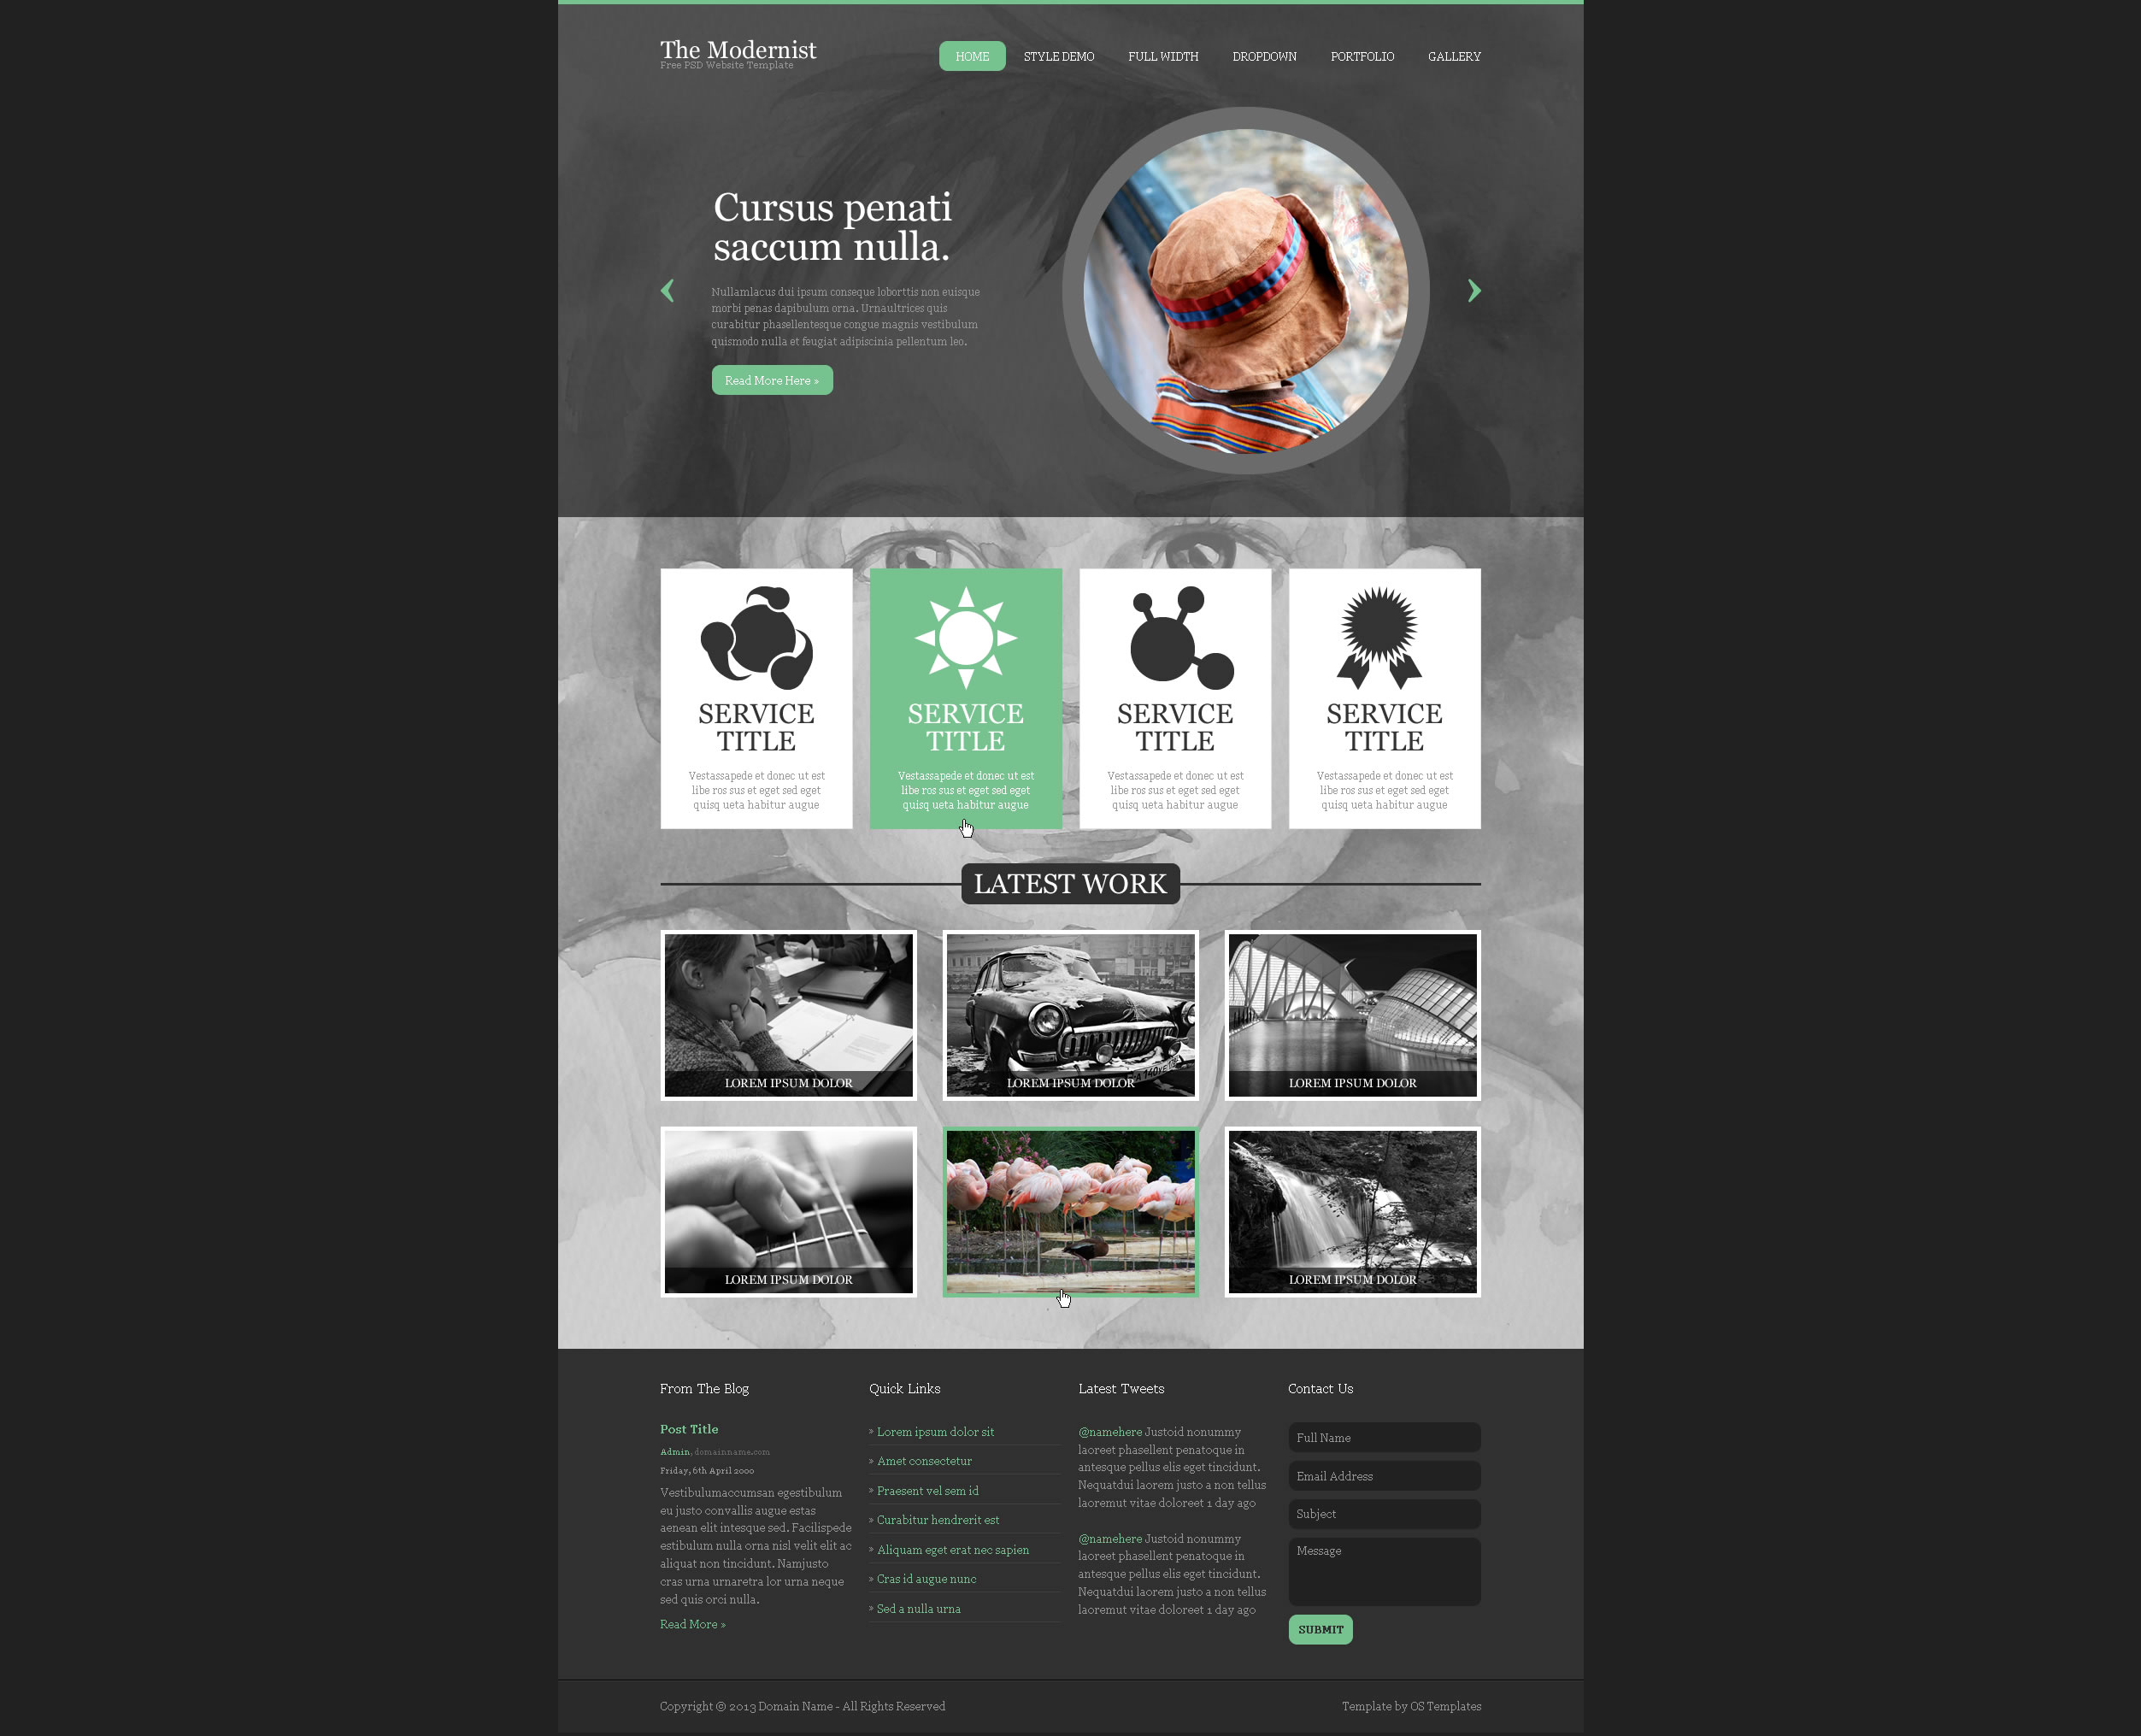 The Modernist
Free PSD Website Template
HOME STYLE DEMO FULL WIDTH DROPDOWN PORTFOLIO GALLERY
Cursus penati
saccum nulla.
Nullamlacus dui ipsum conseque loborttis non euisque
morbi penas dapibulum orna. Urnaultrices quis
curabitur phasellentesque congue magnis vestibulum
quismodo nulla et feugiat adipiscinia pellentum leo.
Read More Here »
SERVICE
TITLE
Vestassapede et donec ut est
libe ros sus et eget sed eget
quisq ueta habitur augue
SERVICE
TITLE
Vestassapede et donec ut est
libe ros sus et eget sed eget
quisq ueta habitur augue
SERVICE
TITLE
Vestassapede et donec ut est
libe ros sus et eget sed eget
quisq ueta habitur augue
SERVICE
TITLE
Vestassapede et donec ut est
libe ros sus et eget sed eget
quisq ueta habitur augue
LATEST WORK
LOREM IPSUM DOLOR
LOREM IPSUM DOLOR
LOREM IPSUM DOLOR
LOREM IPSUM DOLOR
LOREM IPSUM DOLOR
From The Blog
Post Title
Admin, domainname.com
Friday, 6th April 2000
Vestibulumaccumsan egestibulum
eu justo convallis augue estas
aenean elit intesque sed. Facilispede
estibulum nulla orna nisl velit elit ac
aliquat non tincidunt. Namjusto
cras urna urnaretra lor urna neque
sed quis orci nulla.
Read More »
Quick Links
» Lorem ipsum dolor sit
» Amet consectetur
» Praesent vel sem id
» Curabitur hendrerit est
» Aliquam eget erat nec sapien
» Cras id augue nunc
» Sed a nulla urna
Latest Tweets
@namehere Justoid nonummy
laoreet phasellent penatoque in
antesque pellus elis eget tincidunt.
Nequatdui laorem justo a non tellus
laoremut vitae doloreet 1 day ago
@namehere Justoid nonummy
laoreet phasellent penatoque in
antesque pellus elis eget tincidunt.
Nequatdui laorem justo a non tellus
laoremut vitae doloreet 1 day ago
Contact Us
Full Name
Email Address
Subject
Message
SUBMIT
Copyright © 2013 Domain Name - All Rights Reserved
Template by OS Templates